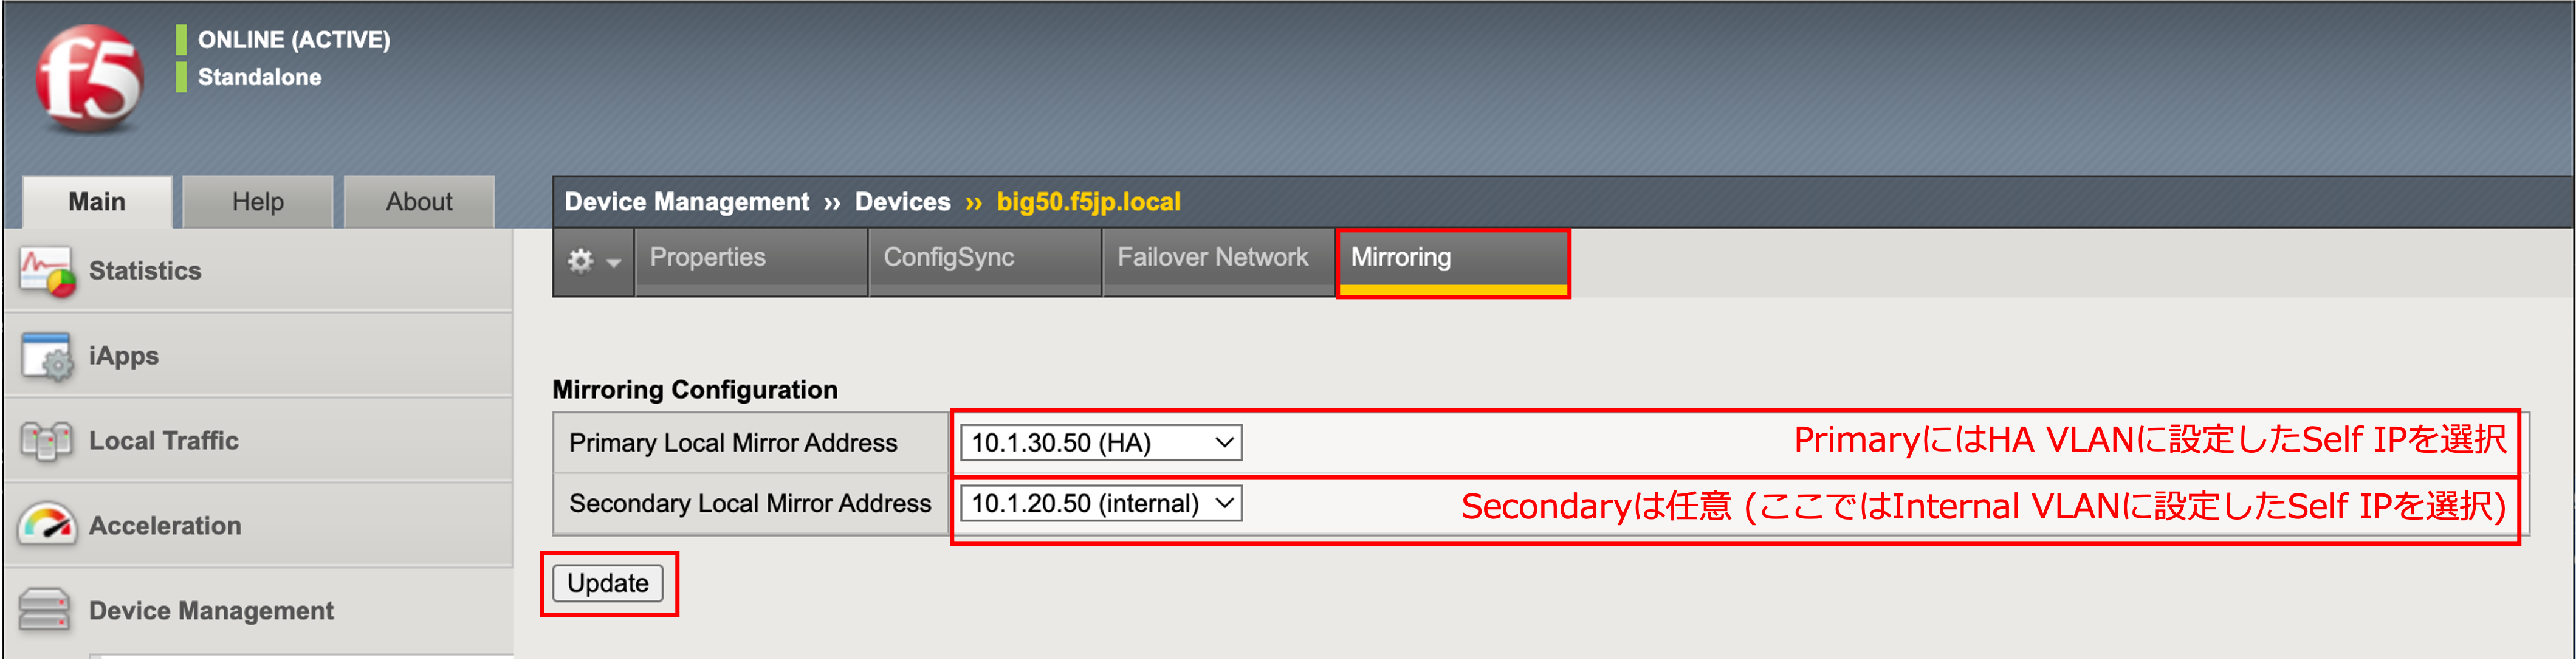 f5
ONLINE (ACTIVE)
Standalone
Main
Help
About
Device Management ›› Devices ›› big50.f5jp.local
Properties
ConfigSync
Failover Network
Mirroring
Statistics
iApps
Local Traffic
Acceleration
Device Management
Mirroring Configuration
Primary Local Mirror Address
10.1.30.50 (HA)
PrimaryにはHA VLANに設定したSelf IPを選択
Secondary Local Mirror Address
10.1.20.50 (internal)
Secondaryは任意 (ここではInternal VLANに設定したSelf IPを選択)
Update